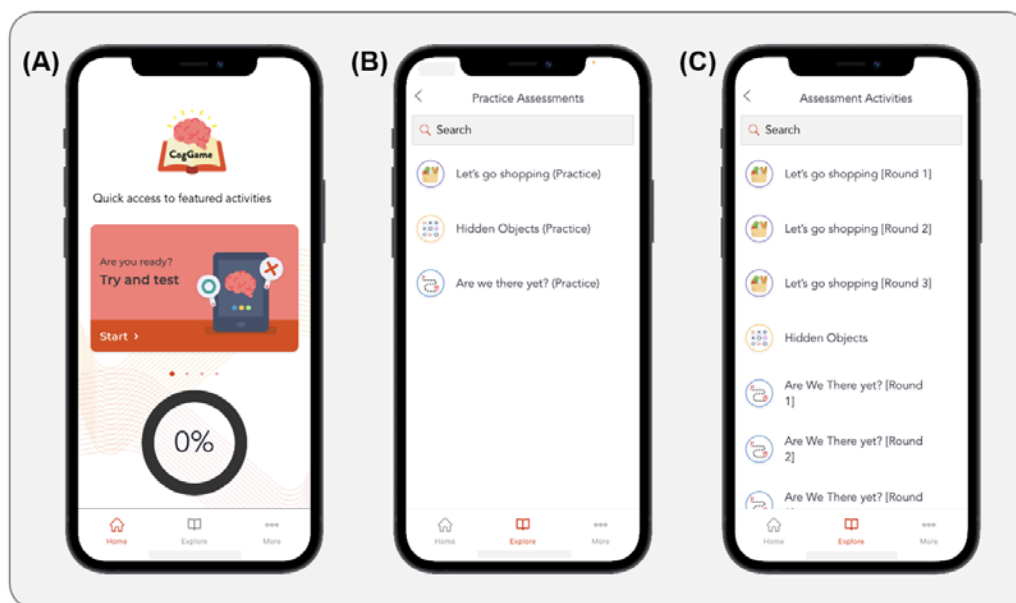 (A)
CogGame
Quick access to featured activities
Are you ready?
Try and test
Start >
0%
Home
Explore
More
(B)
Practice Assessments
Search
Let's go shopping (Practice)
Hidden Objects (Practice)
Are we there yet? (Practice)
Home
Explore
More
(C)
Assessment Activities
Search
Let's go shopping [Round 1]
Let's go shopping [Round 2]
Let's go shopping [Round 3]
Hidden Objects
Are We There yet? [Round
1]
Are We There yet? [Round
2]
Are We There yet? [Round
Home
Explore
More